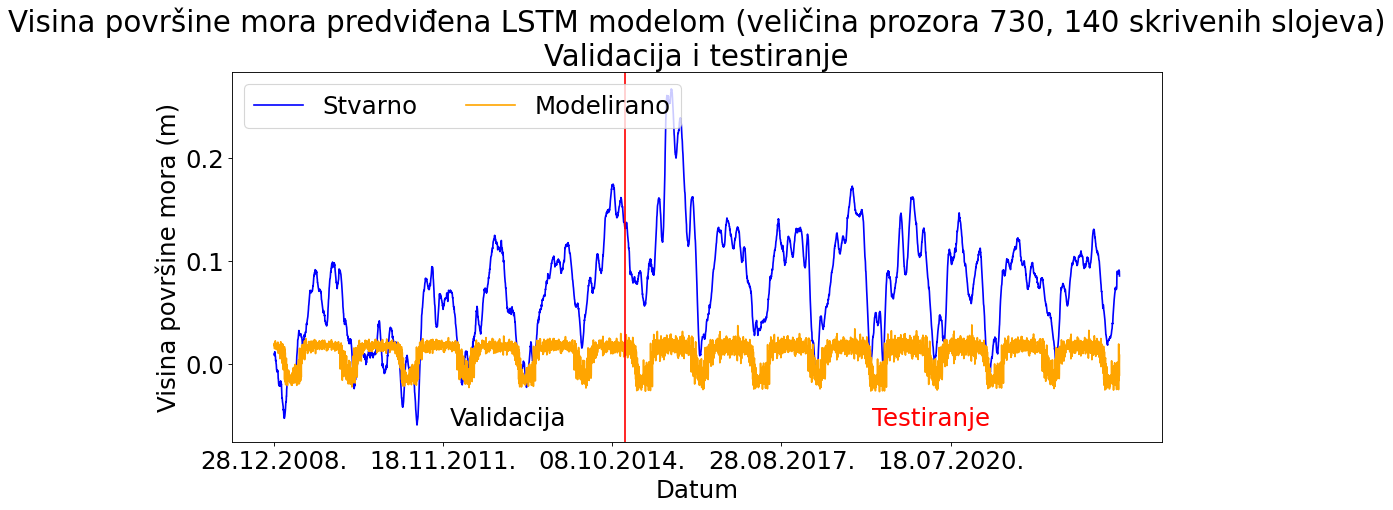 Visina površine mora predviđena LSTM modelom (veličina prozora 730, 140 skrivenih slojeva)
Validacija i testiranje
Stvarno
Modelirano
Visina površine mora (m)
0.2
0.1
0.0
Validacija
Testiranje
28.12.2008.
18.11.2011.
08.10.2014.
28.08.2017.
18.07.2020.
Datum